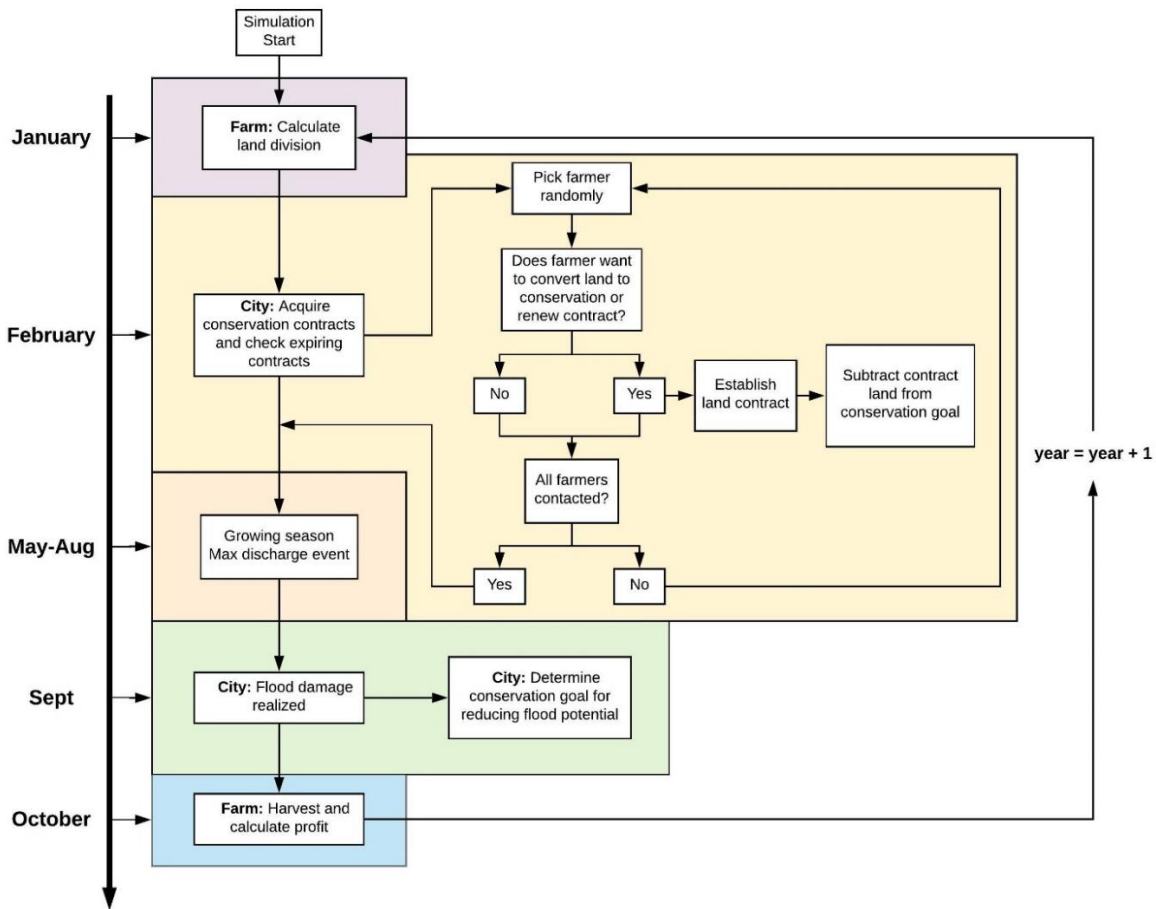 Simulation
Start
January
Farm: Calculate
land division
Pick farmer
randomly
Does farmer want
to convert land to
conservation or
renew contract?
February
City: Acquire
conservation contracts
and check expiring
contracts
No
Yes
Establish
land contract
Subtract contract
land from
conservation goal
year = year + 1
All farmers
contacted?
May-Aug
Growing season
Max discharge event
Yes
No
Sept
City: Flood damage
realized
City: Determine
conservation goal for
reducing flood potential
October
Farm: Harvest and
calculate profit